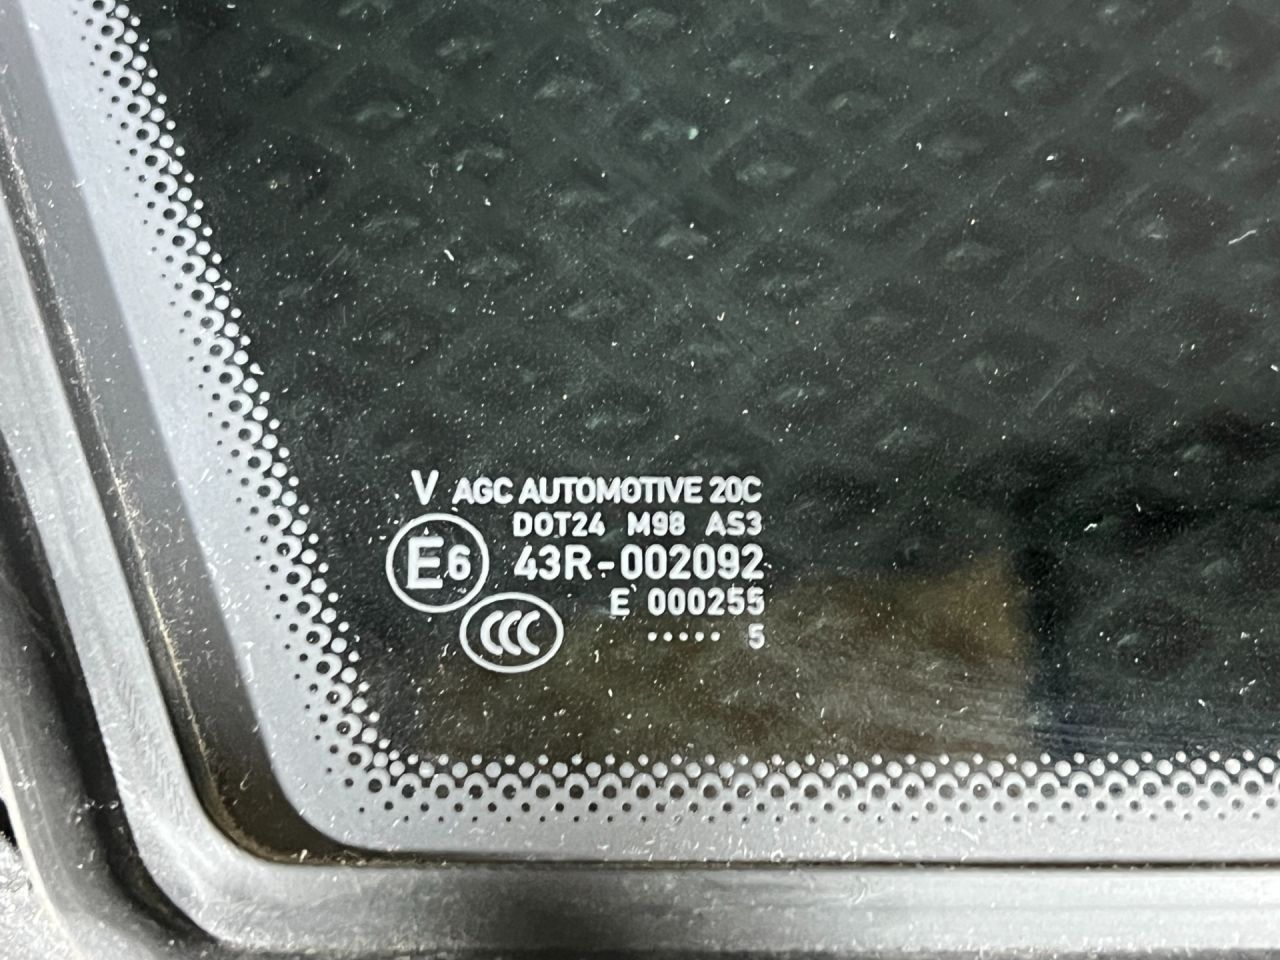 V AGC AUTOMOTIVE 20C
DOT24 M98 AS3
E6 43R-002092
E 000255
CCC ..... 5